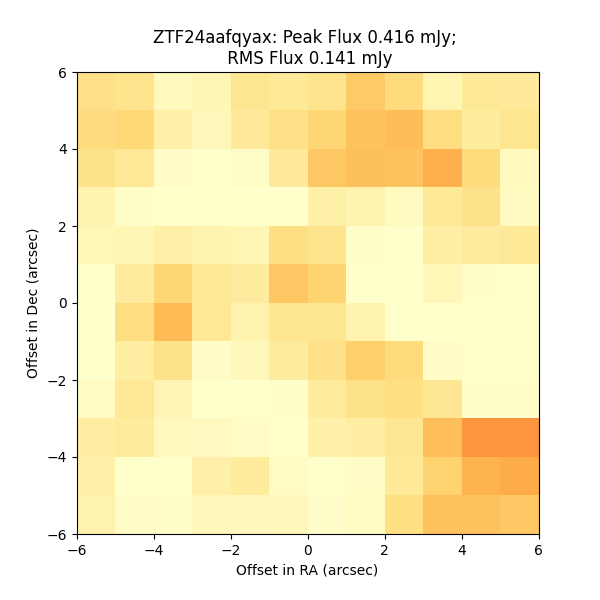 ZTF24aafqyax: Peak Flux 0.416 mJy;
RMS Flux 0.141 mJy
6
4
2
0
−2
−4
−6
Offset in Dec (arcsec)
−6 −4 −2 0 2 4 6
Offset in RA (arcsec)